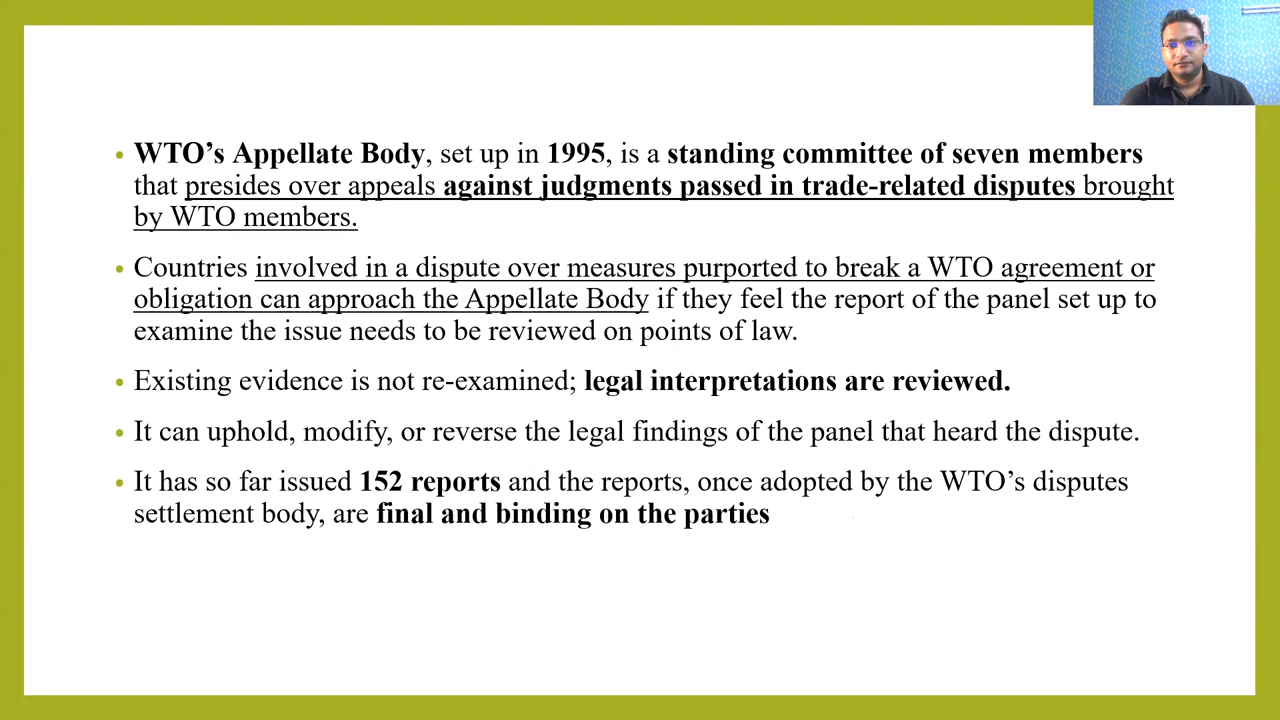 • WTO’s Appellate Body, set up in 1995, is a standing committee of seven members
that presides over appeals against judgments passed in trade-related disputes brought
by WTO members.
• Countries involved in a dispute over measures purported to break a WTO agreement or
obligation can approach the Appellate Body if they feel the report of the panel set up to
examine the issue needs to be reviewed on points of law.
• Existing evidence is not re-examined; legal interpretations are reviewed.
• It can uphold, modify, or reverse the legal findings of the panel that heard the dispute.
• It has so far issued 152 reports and the reports, once adopted by the WTO’s disputes
settlement body, are final and binding on the parties